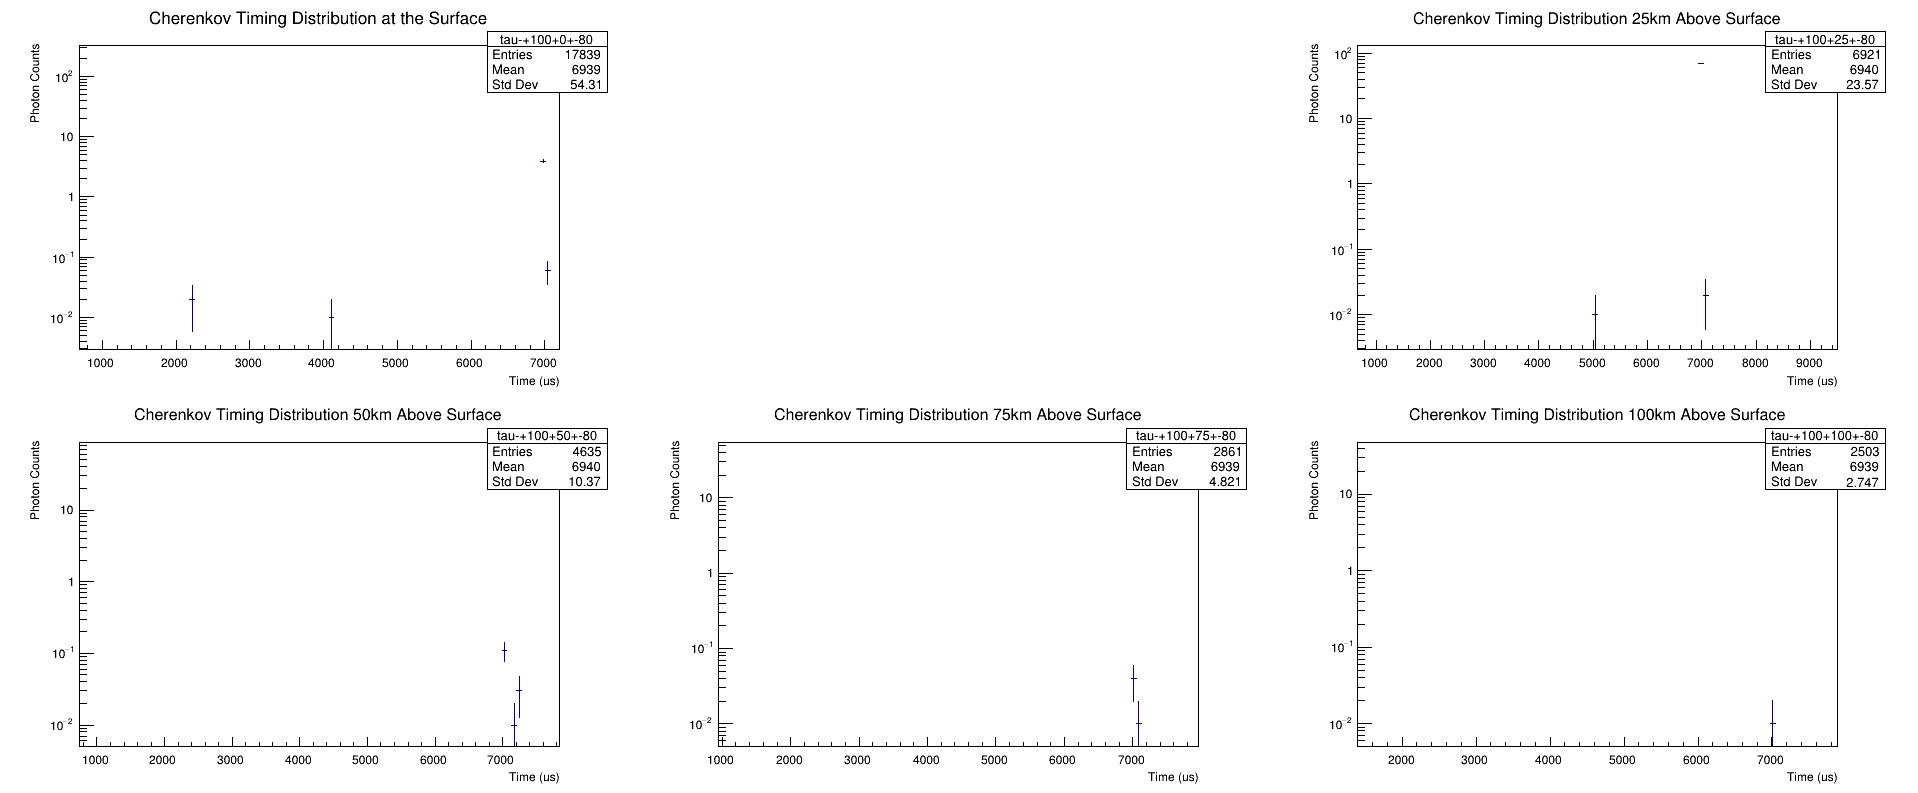 Cherenkov Timing Distribution at the Surface
Photon Counts
tau-+100+0+-80
Entries 17839
Mean 6939
Std Dev 54.31
10²
10
1
10⁻¹
10⁻²
1000 2000 3000 4000 5000 6000 7000
Time (us)
Cherenkov Timing Distribution 25km Above Surface
Photon Counts
tau-+100+25+-80
Entries 6921
Mean 6940
Std Dev 23.57
10²
10
1
10⁻¹
10⁻²
1000 2000 3000 4000 5000 6000 7000 8000 9000
Time (us)
Cherenkov Timing Distribution 50km Above Surface
Photon Counts
tau-+100+50+-80
Entries 4635
Mean 6940
Std Dev 10.37
10
1
10⁻¹
10⁻²
1000 2000 3000 4000 5000 6000 7000
Time (us)
Cherenkov Timing Distribution 75km Above Surface
Photon Counts
tau-+100+75+-80
Entries 2861
Mean 6939
Std Dev 4.821
10
1
10⁻¹
10⁻²
1000 2000 3000 4000 5000 6000 7000
Time (us)
Cherenkov Timing Distribution 100km Above Surface
Photon Counts
tau-+100+100+-80
Entries 2503
Mean 6939
Std Dev 2.747
10
1
10⁻¹
10⁻²
2000 3000 4000 5000 6000 7000
Time (us)